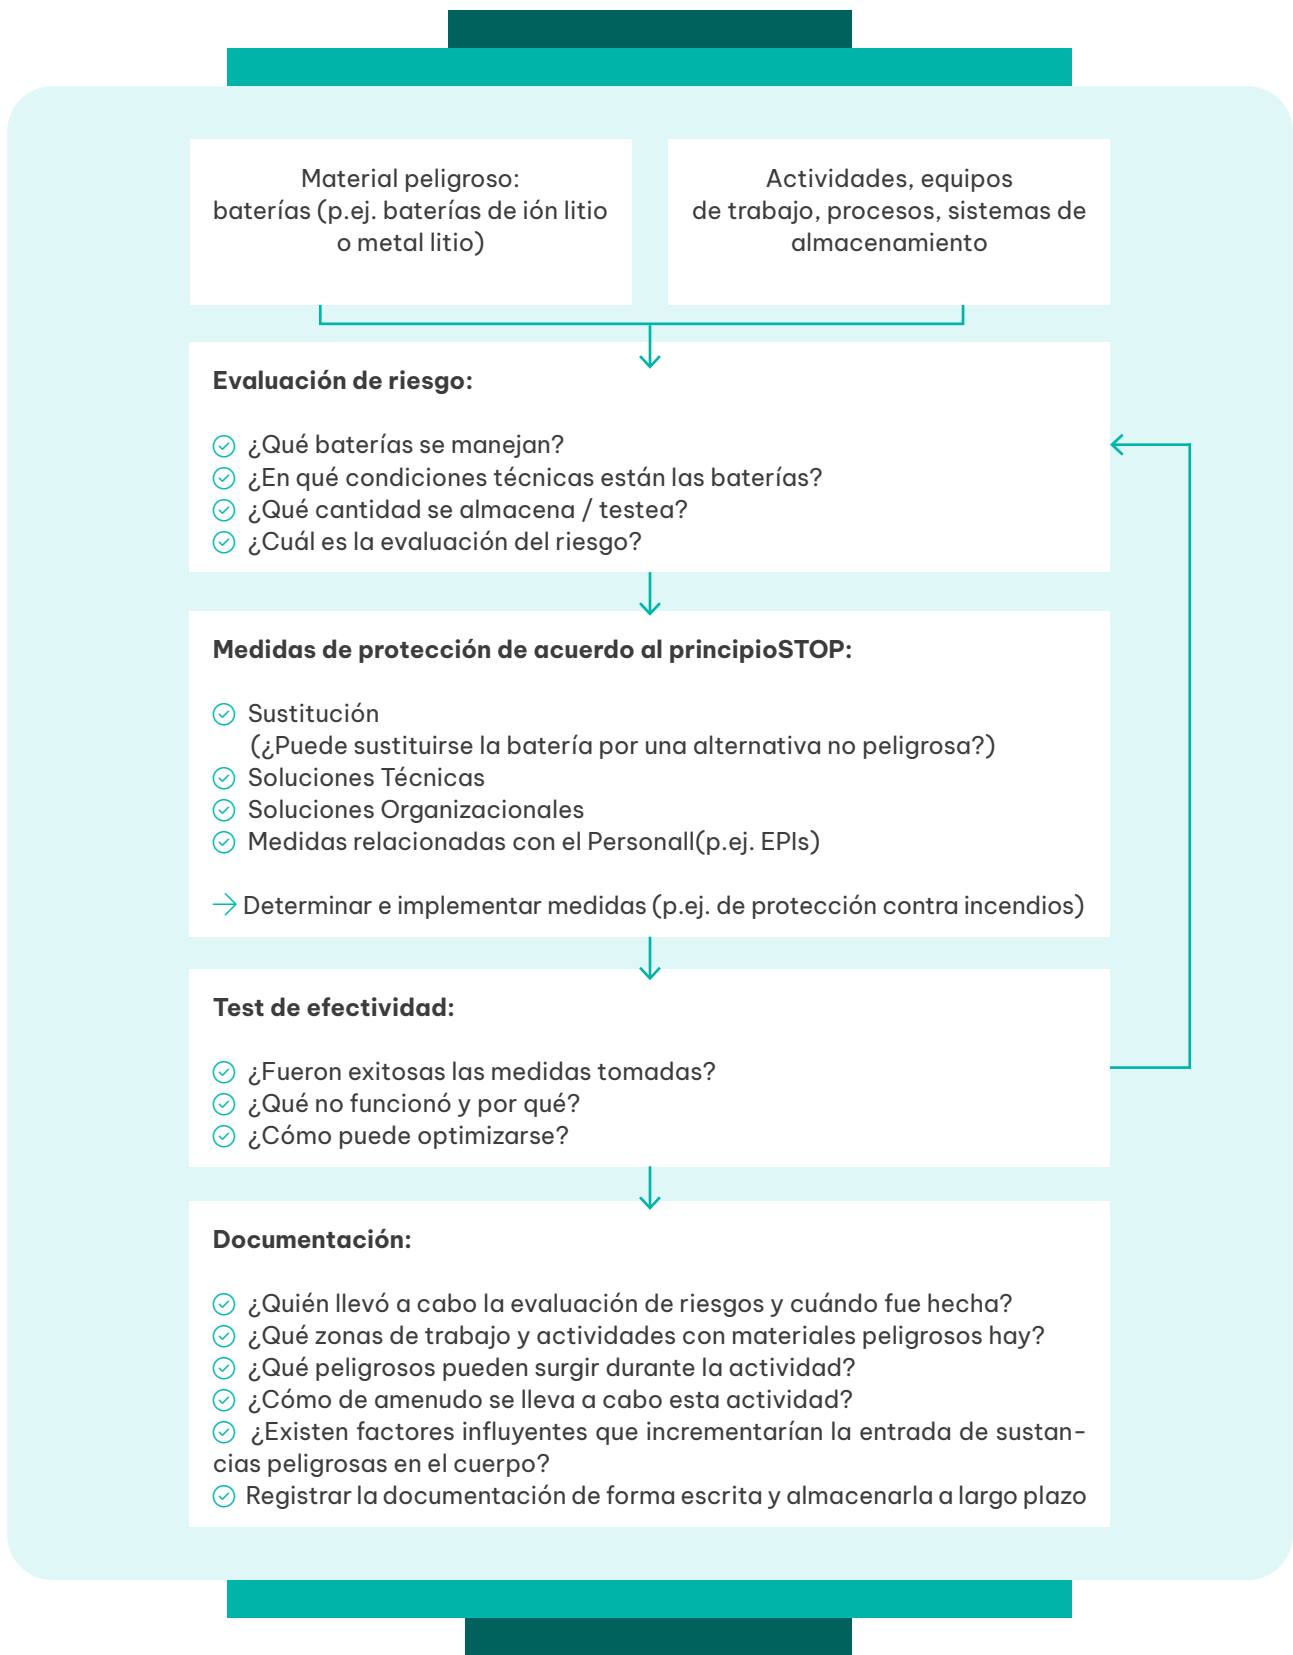 Material peligroso:
baterías (p.ej. baterías de ión litio
o metal litio)
Actividades, equipos
de trabajo, procesos, sistemas de
almacenamiento
Evaluación de riesgo:
¿Qué baterías se manejan?
¿En qué condiciones técnicas están las baterías?
¿Qué cantidad se almacena / testea?
¿Cuál es la evaluación del riesgo?
Medidas de protección de acuerdo al principioSTOP:
Sustitución
(¿Puede sustituirse la batería por una alternativa no peligrosa?)
Soluciones Técnicas
Soluciones Organizacionales
Medidas relacionadas con el Personall(p.ej. EPIs)
→ Determinar e implementar medidas (p.ej. de protección contra incendios)
Test de efectividad:
¿Fueron exitosas las medidas tomadas?
¿Qué no funcionó y por qué?
¿Cómo puede optimizarse?
Documentación:
¿Quién llevó a cabo la evaluación de riesgos y cuándo fue hecha?
¿Qué zonas de trabajo y actividades con materiales peligrosos hay?
¿Qué peligrosos pueden surgir durante la actividad?
¿Cómo de amenudo se lleva a cabo esta actividad?
¿Existen factores influyentes que incrementarían la entrada de sustan-
cias peligrosas en el cuerpo?
Registrar la documentación de forma escrita y almacenarla a largo plazo